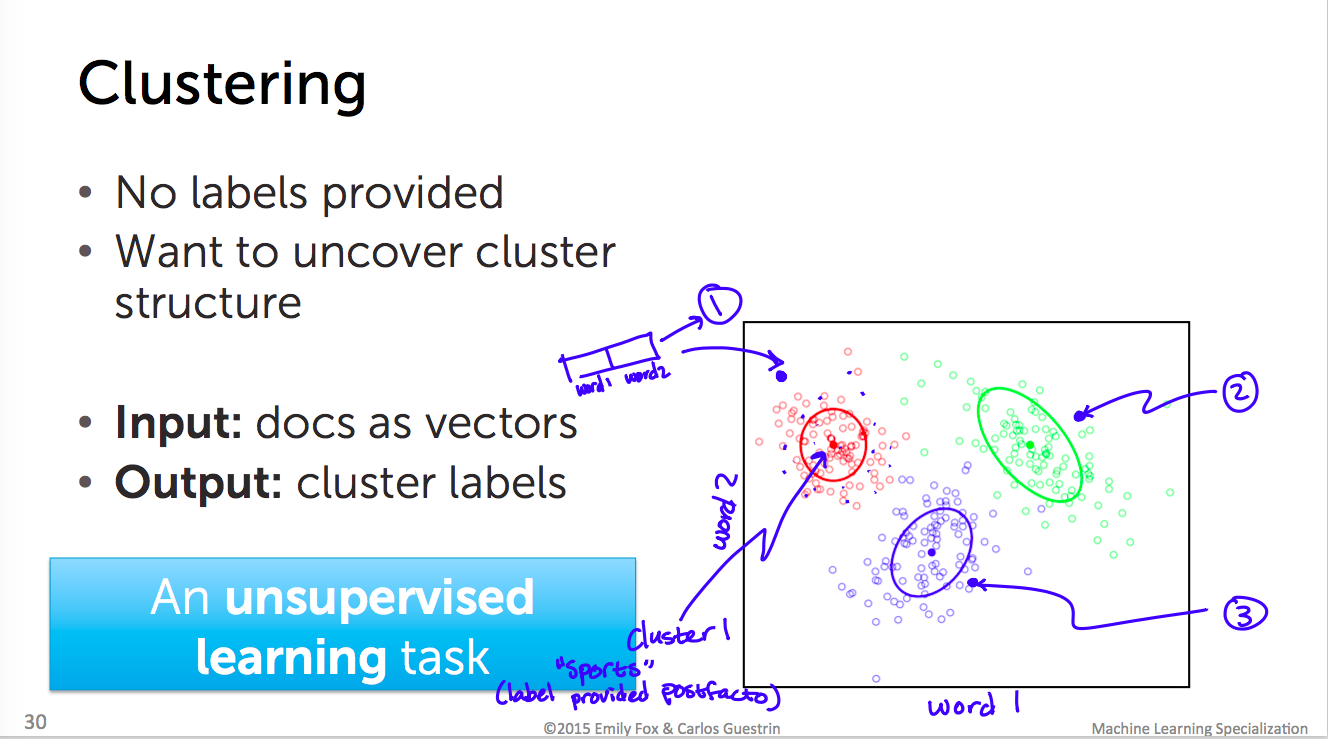 Clustering
• No labels provided
• Want to uncover cluster
structure
• Input: docs as vectors
• Output: cluster labels
An unsupervised
learning task
1
word1 word2
2
word 2
3
Cluster 1
"sports"
(label provided postfacto)
word 1
30
©2015 Emily Fox & Carlos Guestrin
Machine Learning Specialization